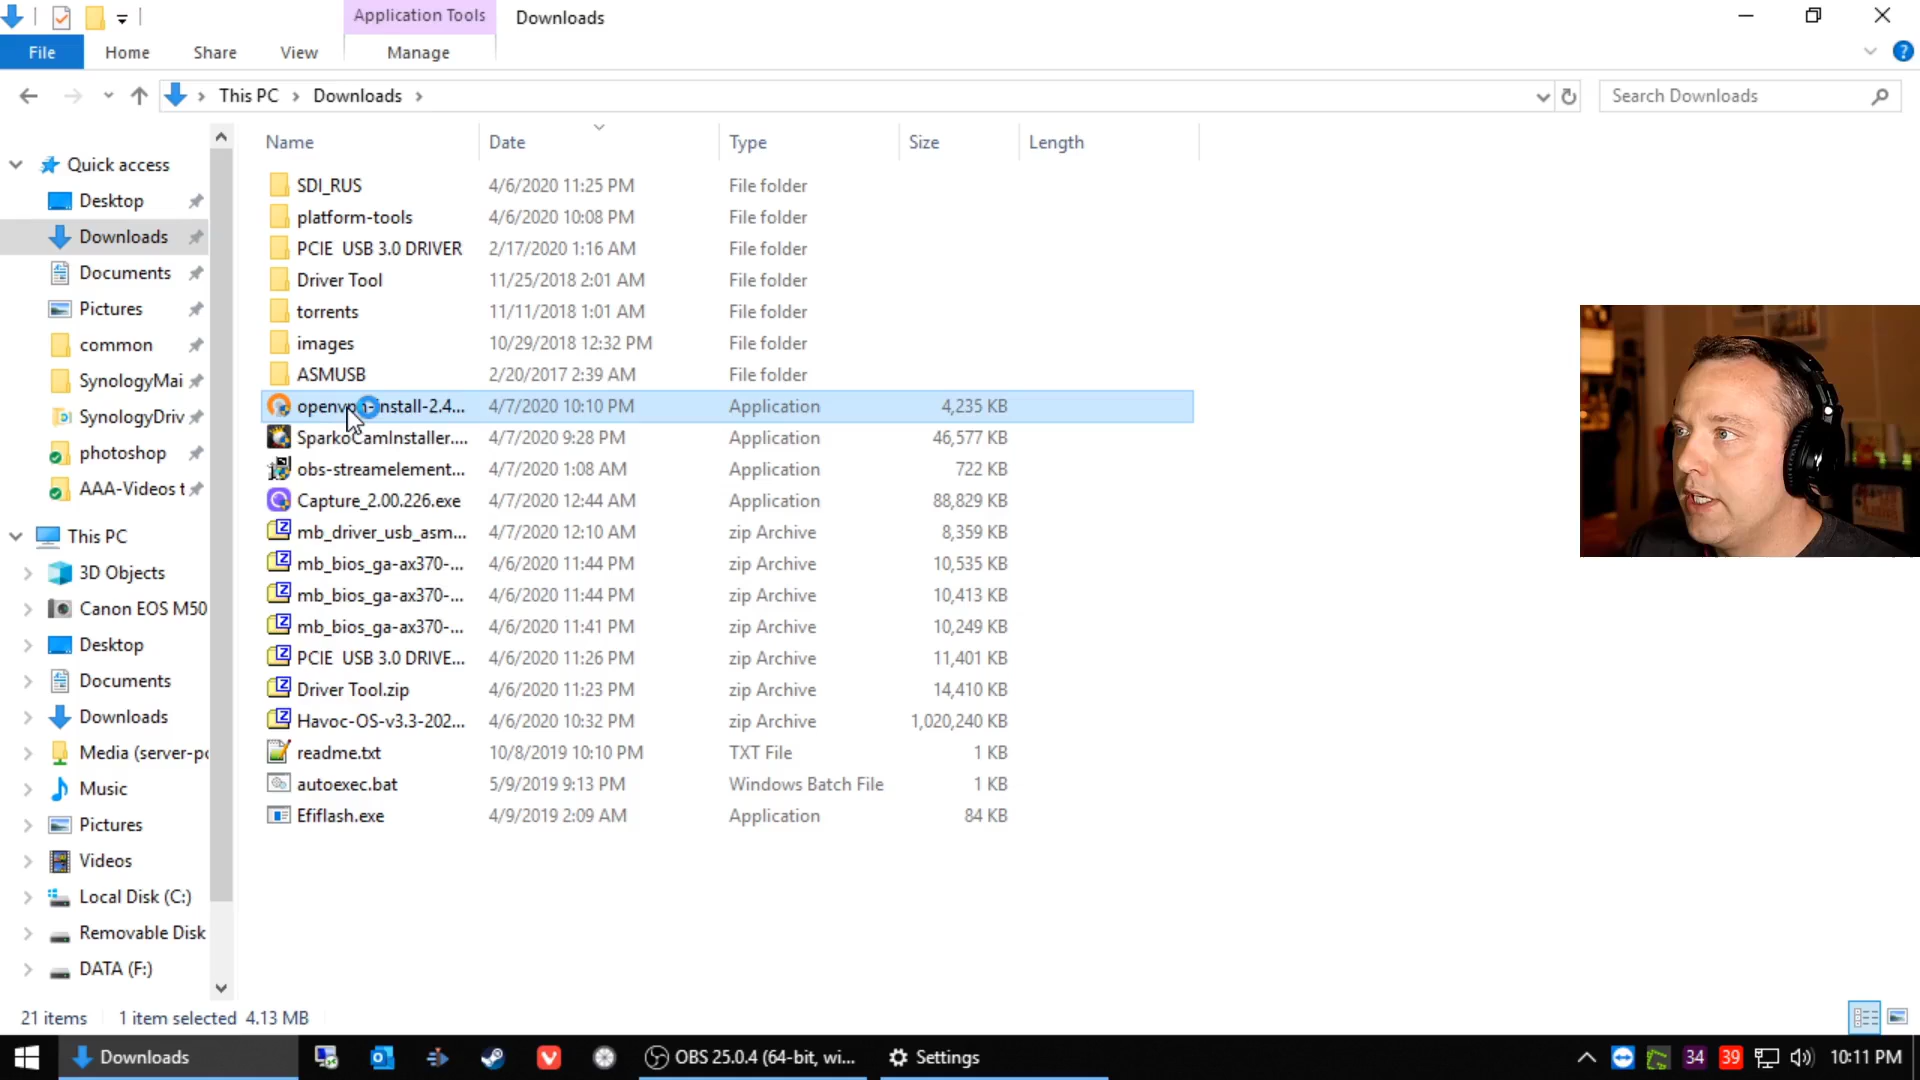 Application Tools Downloads
File Home Share View Manage
This PC Downloads Search Downloads
Name Date Type Size Length
Quick access
Desktop
Downloads
Documents
Pictures
common
SynologyMai
SynologyDriv
photoshop
AAA-Videos t
This PC
3D Objects
Canon EOS M50
Desktop
Documents
Downloads
Media (server-pc
Music
Pictures
Videos
Local Disk (C:)
Removable Disk
DATA (F:)
SDI_RUS 4/6/2020 11:25 PM File folder
platform-tools 4/6/2020 10:08 PM File folder
PCIE USB 3.0 DRIVER 2/17/2020 1:16 AM File folder
Driver Tool 11/25/2018 2:01 AM File folder
torrents 11/11/2018 1:01 AM File folder
images 10/29/2018 12:32 PM File folder
ASMUSB 2/20/2017 2:39 AM File folder
openvpn-install-2.4... 4/7/2020 10:10 PM Application 4,235 KB
SparkoCamInstaller.... 4/7/2020 9:28 PM Application 46,577 KB
obs-streamelement... 4/7/2020 1:08 AM Application 722 KB
Capture_2.00.226.exe 4/7/2020 12:44 AM Application 88,829 KB
mb_driver_usb_asm... 4/7/2020 12:10 AM zip Archive 8,359 KB
mb_bios_ga-ax370-... 4/6/2020 11:44 PM zip Archive 10,535 KB
mb_bios_ga-ax370-... 4/6/2020 11:44 PM zip Archive 10,413 KB
mb_bios_ga-ax370-... 4/6/2020 11:41 PM zip Archive 10,249 KB
PCIE USB 3.0 DRIVE... 4/6/2020 11:26 PM zip Archive 11,401 KB
Driver Tool.zip 4/6/2020 11:23 PM zip Archive 14,410 KB
Havoc-OS-v3.3-202... 4/6/2020 10:32 PM zip Archive 1,020,240 KB
readme.txt 10/8/2019 10:10 PM TXT File 1 KB
autoexec.bat 5/9/2019 9:13 PM Windows Batch File 1 KB
Efiflash.exe 4/9/2019 2:09 AM Application 84 KB
21 items 1 item selected 4.13 MB
Downloads OBS 25.0.4 (64-bit, wi... Settings 34 39 10:11 PM